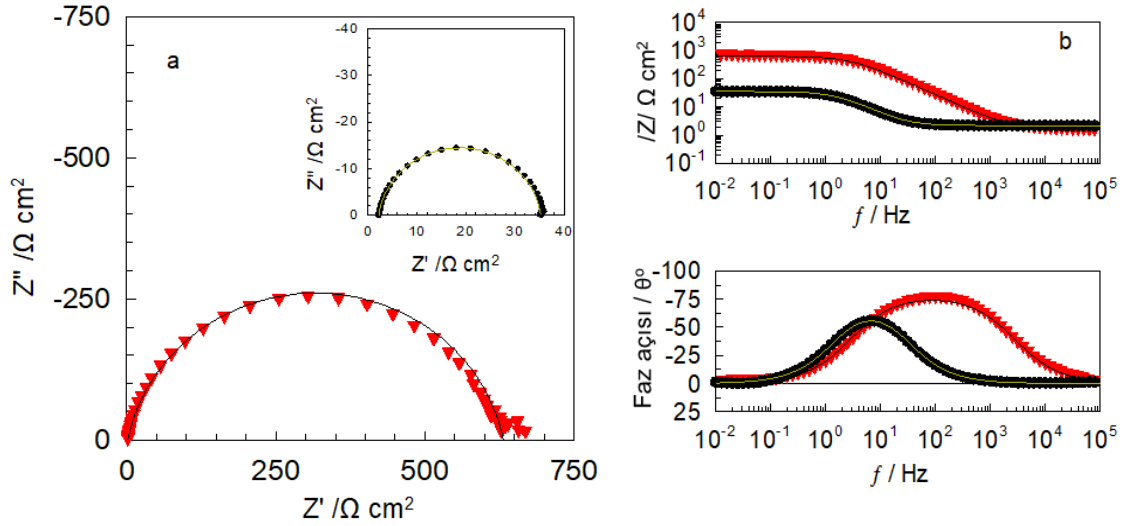 a
-750
-500
-250
0
0 250 500 750
Z" /Ω cm²
Z' /Ω cm²
-40
-30
-20
-10
0
0 10 20 30 40
Z" /Ω cm²
Z' /Ω cm²
b
10⁴
10³
10²
10¹
10⁰
10⁻¹
10⁻² 10⁻¹ 10⁰ 10¹ 10² 10³ 10⁴ 10⁵
/Z/ Ω cm²
f / Hz
-100
-75
-50
-25
0
25
10⁻² 10⁻¹ 10⁰ 10¹ 10² 10³ 10⁴ 10⁵
Faz açısı / θº
f / Hz